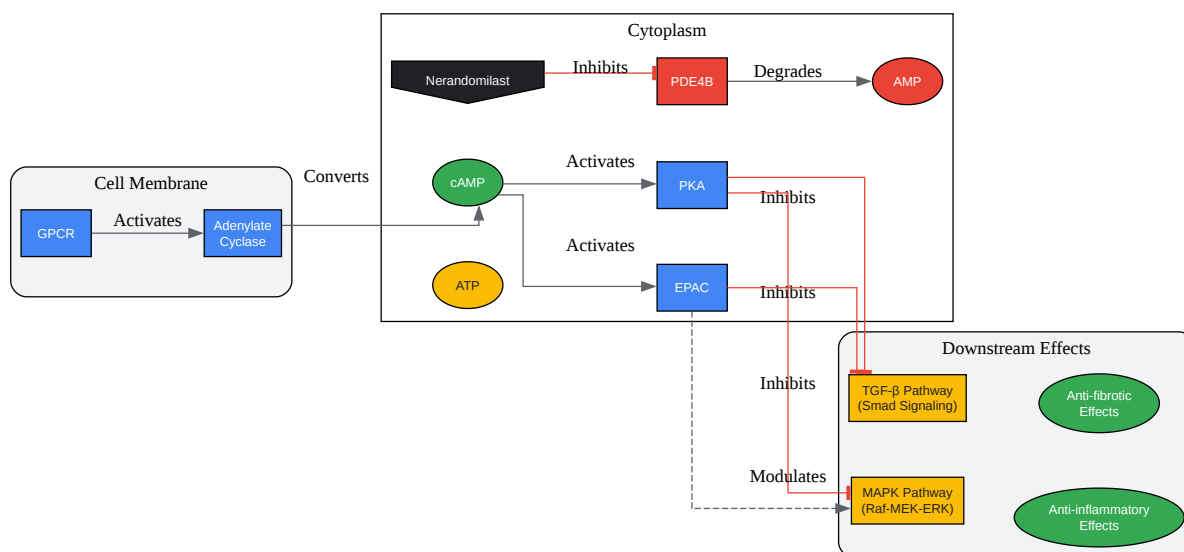 Cytoplasm
Nerandomilast
Inhibits
PDE4B
Degrades
AMP
Cell Membrane
GPCR
Activates
Adenylate
Cyclase
Converts
cAMP
Activates
PKA
Inhibits
Activates
ATP
EPAC
Inhibits
Downstream Effects
Inhibits
TGF-β Pathway
(Smad Signaling)
Anti-fibrotic
Effects
Modulates
MAPK Pathway
(Raf-MEK-ERK)
Anti-inflammatory
Effects